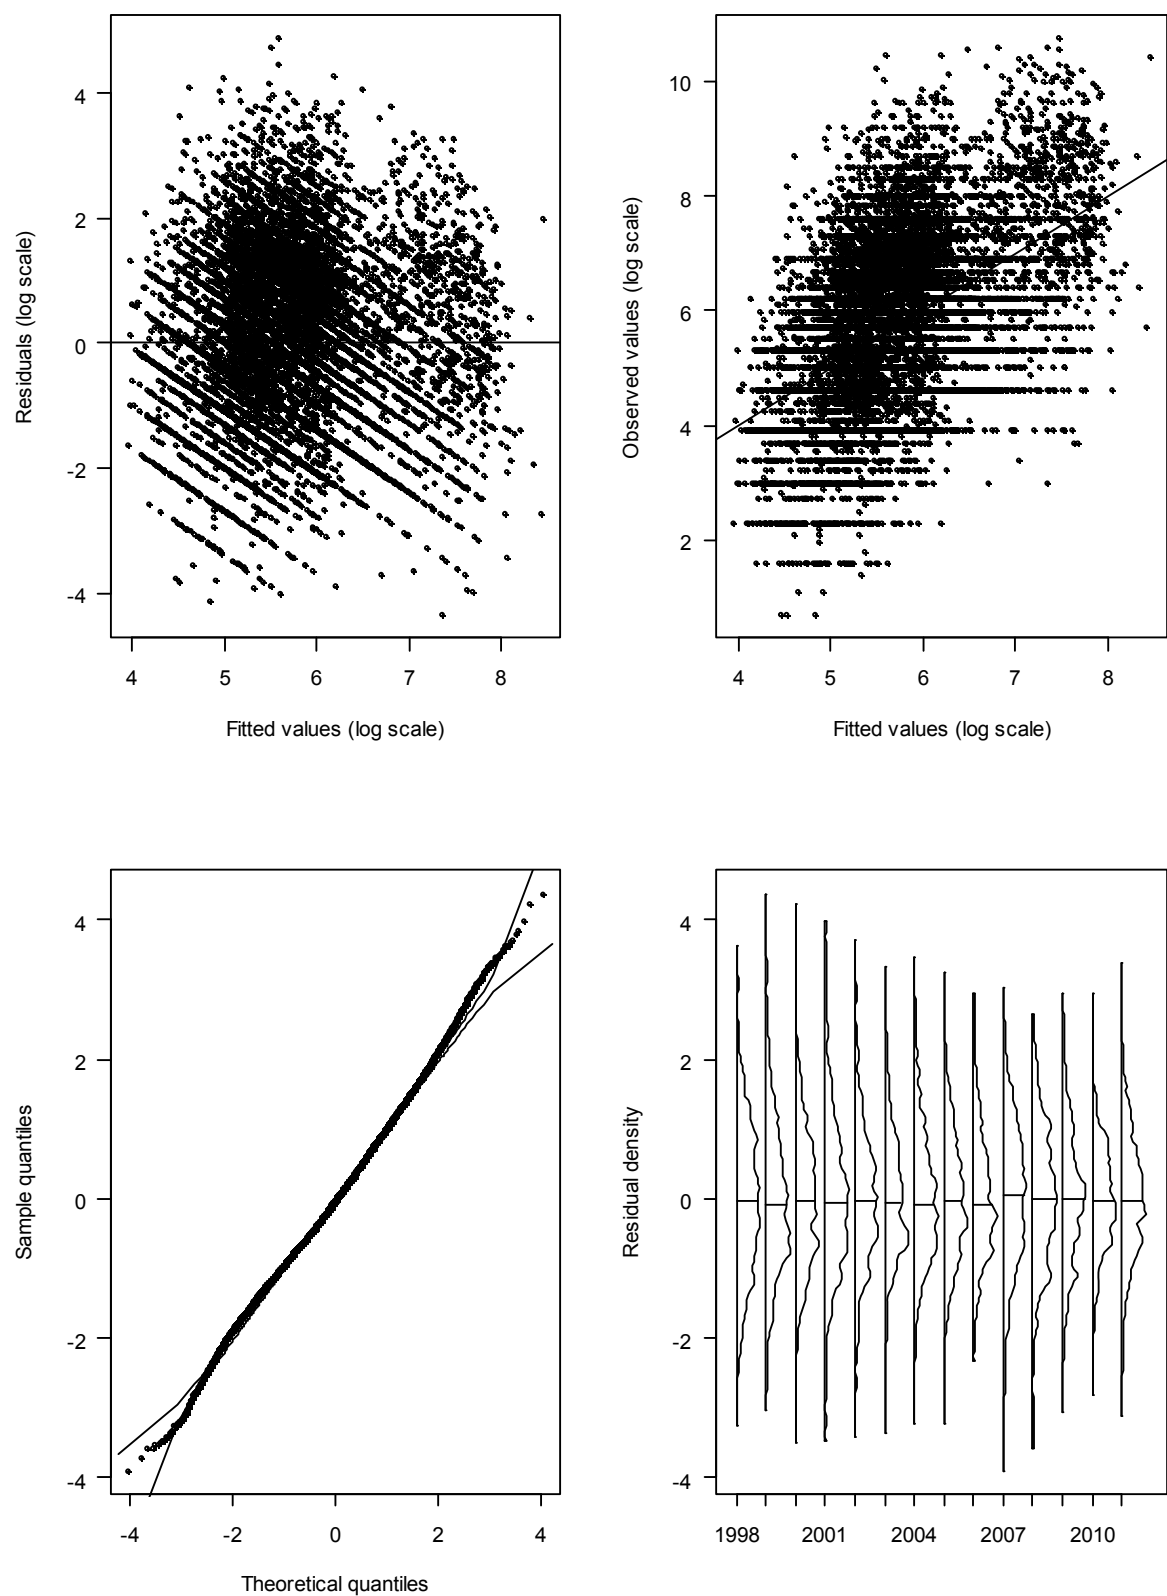 4
2
0
-2
-4
Residuals (log scale)
4 5 6 7 8
Fitted values (log scale)
10
8
6
4
2
Observed values (log scale)
4 5 6 7 8
Fitted values (log scale)
4
2
0
-2
-4
Sample quantiles
-4 -2 0 2 4
Theoretical quantiles
4
2
0
-2
-4
Residual density
1998 2001 2004 2007 2010